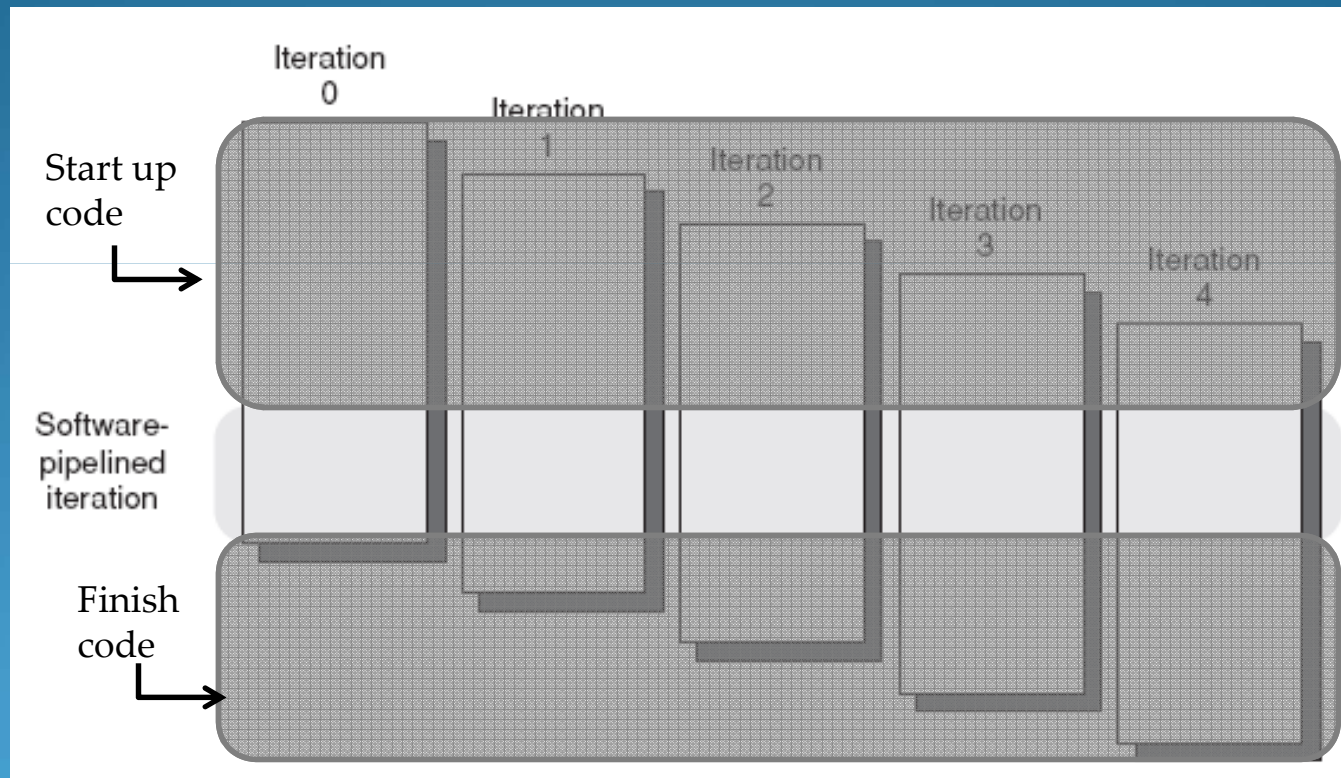 Iteration
0
Iteration
1
Iteration
2
Iteration
3
Iteration
4
Start up
code
Software-
pipelined
iteration
Finish
code